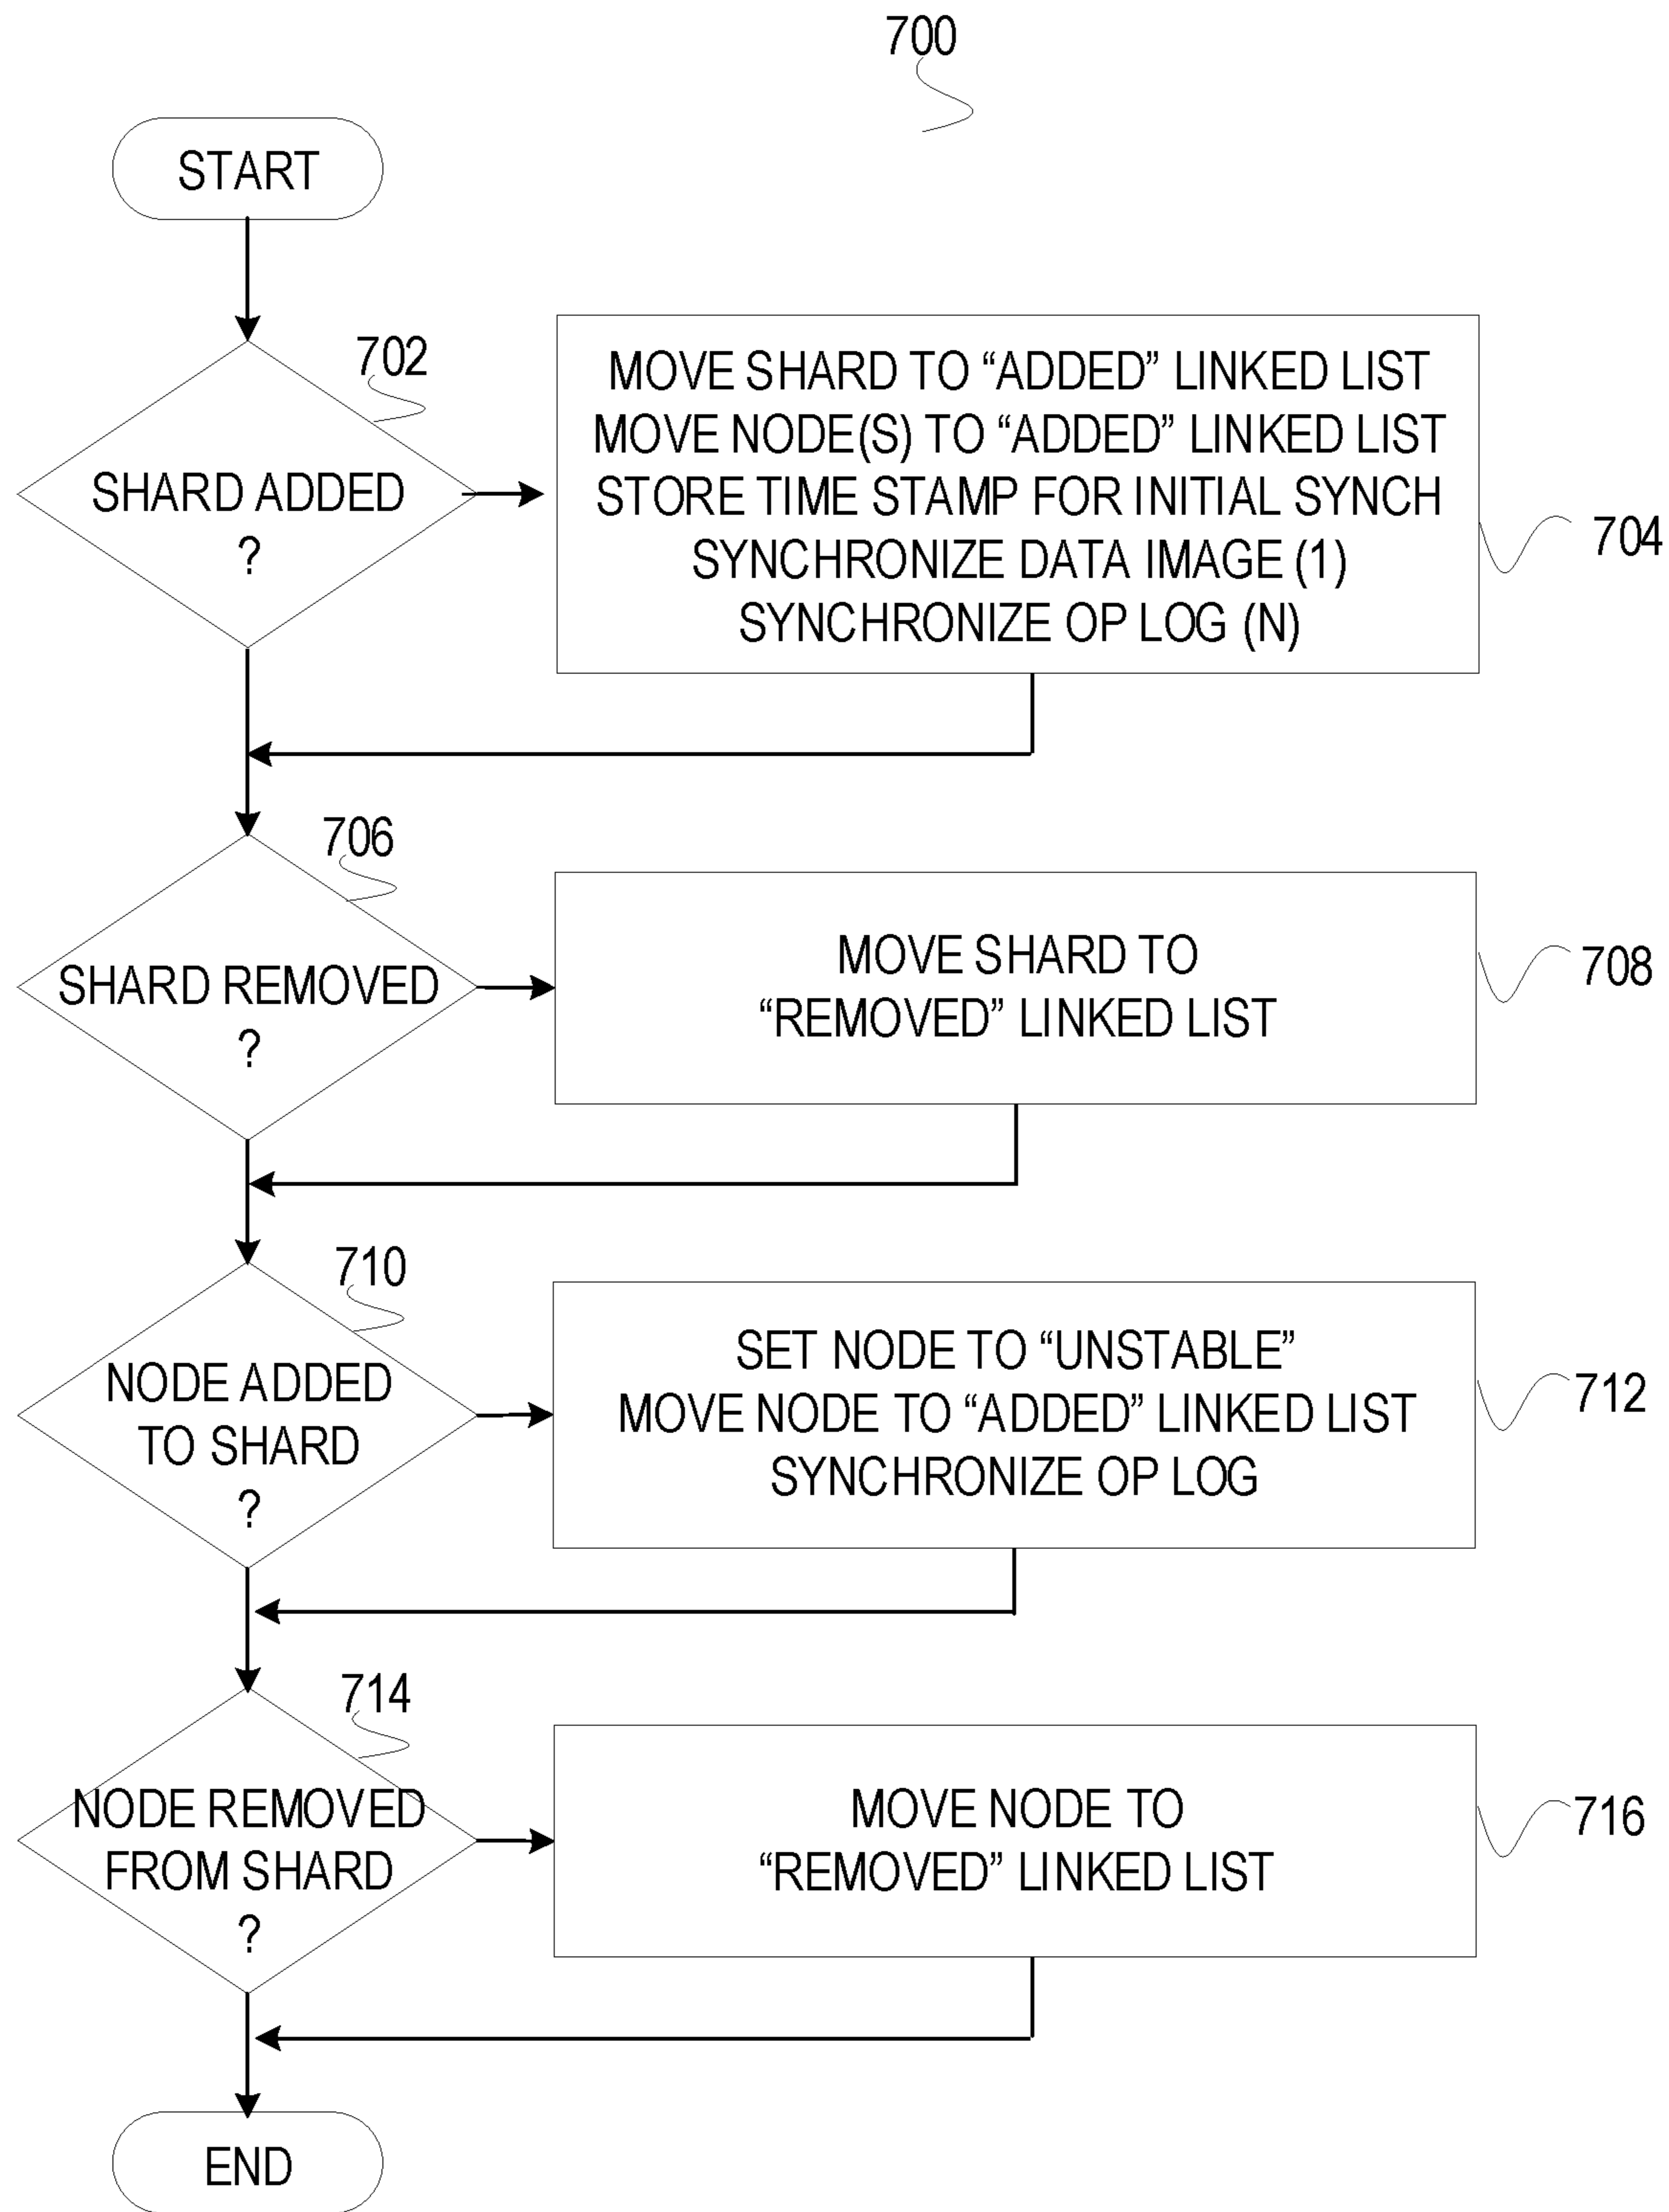 700
START
702
SHARD ADDED
?
MOVE SHARD TO “ADDED” LINKED LIST
MOVE NODE(S) TO “ADDED” LINKED LIST
STORE TIME STAMP FOR INITIAL SYNCH
SYNCHRONIZE DATA IMAGE (1)
SYNCHRONIZE OP LOG (N)
704
706
SHARD REMOVED
?
MOVE SHARD TO
“REMOVED” LINKED LIST
708
710
NODE ADDED
TO SHARD
?
SET NODE TO “UNSTABLE”
MOVE NODE TO “ADDED” LINKED LIST
SYNCHRONIZE OP LOG
712
714
NODE REMOVED
FROM SHARD
?
MOVE NODE TO
“REMOVED” LINKED LIST
716
END